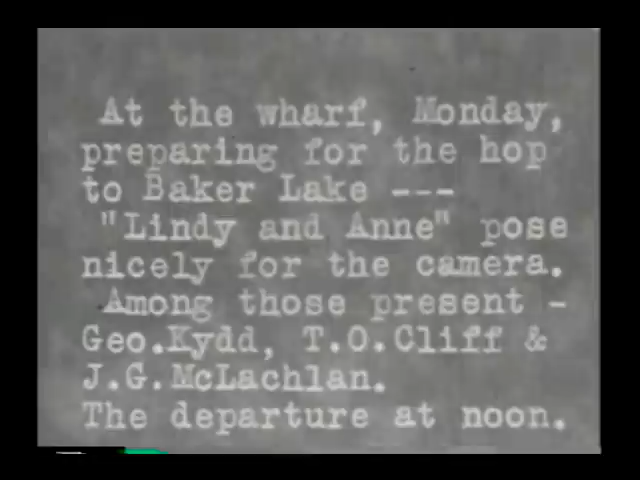 At the wharf, Monday,
preparing for the hop
to Baker Lake ---
"Lindy and Anne" pose
nicely for the camera.
Among those present -
Geo.Kydd, T.O.Cliff &
J.G.McLachlan.
The departure at noon.